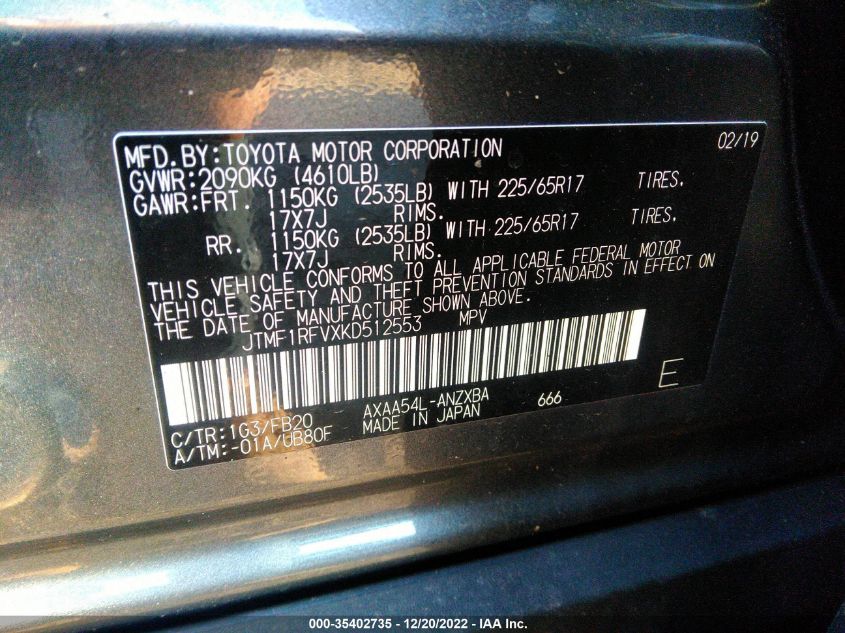 02/19
MFD.BY:TOYOTA MOTOR CORPORATION
GVWR:2090KG (4610LB)
GAWR:FRT. 1150KG (2535LB) WITH 225/65R17 TIRES,
17X7J RIMS.
RR. 1150KG (2535LB) WITH 225/65R17 TIRES,
17X7J RIMS.
THIS VEHICLE CONFORMS TO ALL APPLICABLE FEDERAL MOTOR
VEHICLE SAFETY AND THEFT PREVENTION STANDARDS IN EFFECT ON
THE DATE OF MANUFACTURE SHOWN ABOVE.
JTMF1RFVXKD512553 MPV
E
C/TR:1G3/FB20 AXAA54L-ANZXBA 666
A/TM:-01A/UB80F MADE IN JAPAN
000-35402735 - 12/20/2022 - IAA Inc.